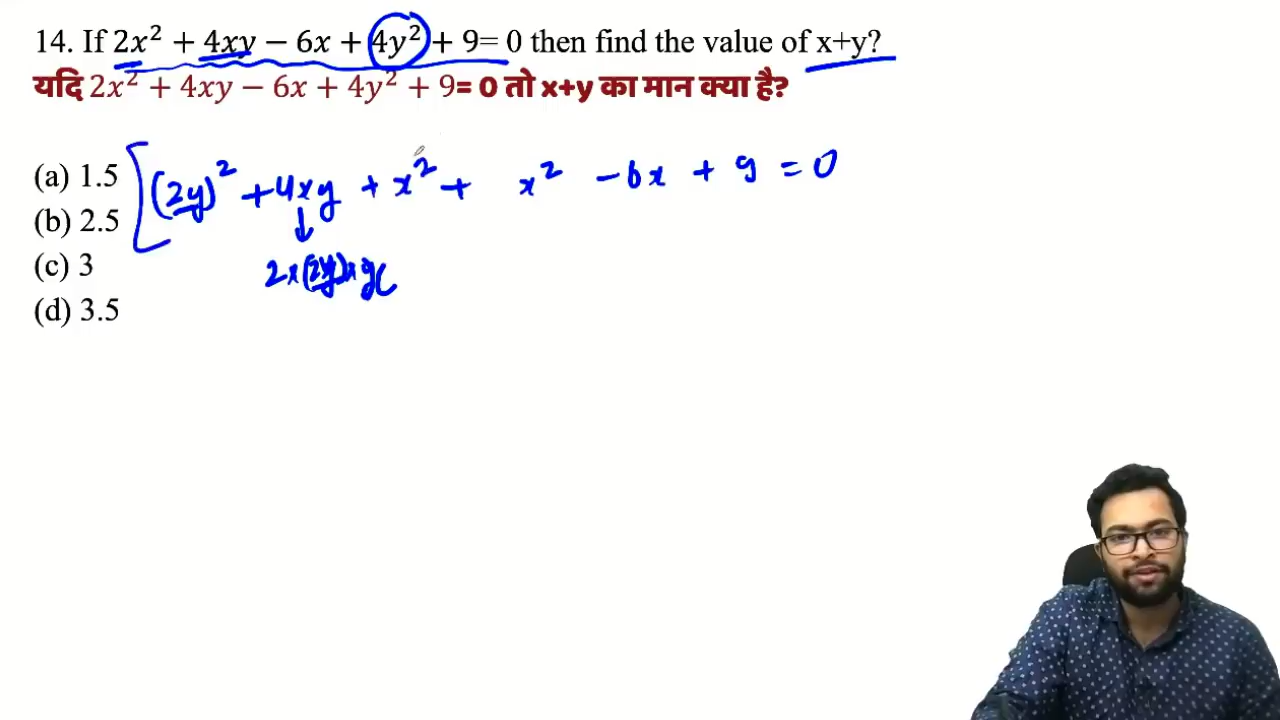 14. If 2x² + 4xy − 6x + 4y² + 9= 0 then find the value of x+y?
यदि 2x² + 4xy − 6x + 4y² + 9= 0 तो x+y का मान क्या है?
(a) 1.5
(b) 2.5
(c) 3
(d) 3.5
[(2y)² + 4xy + x² + x² − 6x + 9 = 0
↓
2×(2y)×x